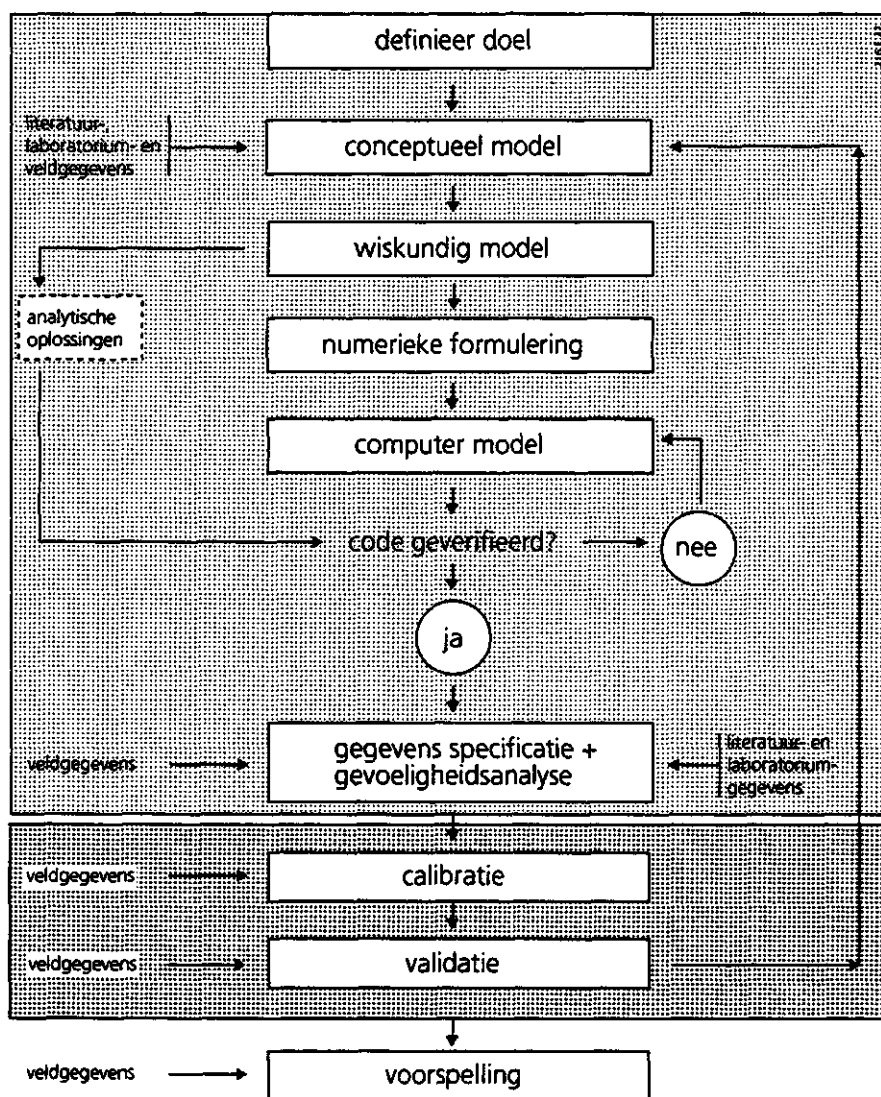 definieer doel
literatuur-,
laboratorium- en
veldgegevens
conceptueel model
wiskundig model
analytische
oplossingen
numerieke formulering
computer model
code geverifieerd?
nee
ja
veldgegevens
gegevens specificatie +
gevoeligheidsanalyse
literatuur- en
laboratorium-
gegevens
veldgegevens
calibratie
veldgegevens
validatie
veldgegevens
voorspelling